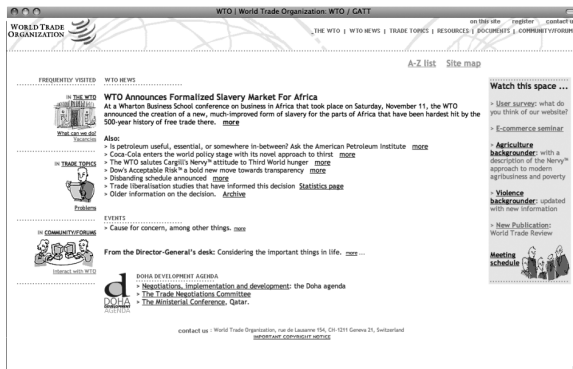 WTO | World Trade Organization: WTO / GATT
on this site register contact u
WORLD TRADE
ORGANIZATION
THE WTO | WTO NEWS | TRADE TOPICS | RESOURCES | DOCUMENTS | COMMUNITY/FORUM
A-Z list Site map
FREQUENTLY VISITED
IN THE WTO
What can we do?
Vacancies
IN TRADE TOPICS
Problems
IN COMMUNITY/FORUMS
Interact with WTO
WTO NEWS
WTO Announces Formalized Slavery Market For Africa
At a Wharton Business School conference on business in Africa that took place on Saturday, November 11, the WTO
announced the creation of a new, much-improved form of slavery for the parts of Africa that have been hardest hit by the
500-year history of free trade there. more
Also:
> Is petroleum useful, essential, or somewhere in-between? Ask the American Petroleum Institute more
> Coca-Cola enters the world policy stage with its novel approach to thirst more
> The WTO salutes Cargill's Nervy™ attitude to Third World hunger more
> Dow's Acceptable Risk™ a bold new move towards transparency more
> Disbanding schedule announced more
> Trade liberalisation studies that have informed this decision Statistics page
> Older information on the decision. Archive
EVENTS
> Cause for concern, among other things. more
From the Director-General's desk: Considering the important things in life. more ...
d
DOHA
DEVELOPMENT
AGENDA
DOHA DEVELOPMENT AGENDA
> Negotiations, implementation and development: the Doha agenda
> The Trade Negotiations Committee
> The Ministerial Conference, Qatar.
Watch this space ...
> User survey: what do
you think of our website?
> E-commerce seminar
> Agriculture
backgrounder: with a
description of the Nervy™
approach to modern
agribusiness and poverty
> Violence
backgrounder: updated
with new information
> New Publication:
World Trade Review
Meeting
schedule
contact us : World Trade Organization, rue de Lausanne 154, CH-1211 Geneva 21, Switzerland
IMPORTANT COPYRIGHT NOTICE